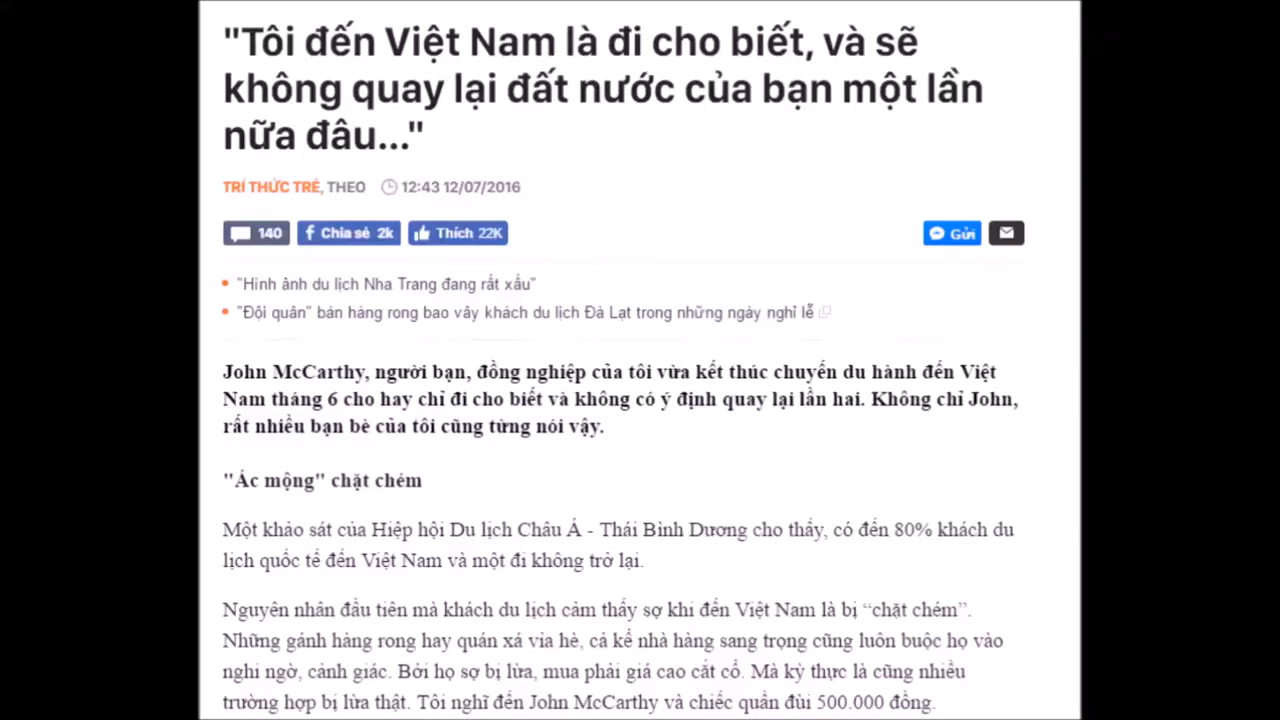 "Tôi đến Việt Nam là đi cho biết, và sẽ
không quay lại đất nước của bạn một lần
nữa đâu..."
TRÍ THỨC TRẺ, THEO 12:43 12/07/2016
140 Chia sẻ 2k Thích 22K Gửi
"Hình ảnh du lịch Nha Trang đang rất xấu"
"Đội quân" bán hàng rong bao vây khách du lịch Đà Lạt trong những ngày nghỉ lễ
John McCarthy, người bạn, đồng nghiệp của tôi vừa kết thúc chuyến du hành đến Việt
Nam tháng 6 cho hay chỉ đi cho biết và không có ý định quay lại lần hai. Không chỉ John,
rất nhiều bạn bè của tôi cũng từng nói vậy.
"Ác mộng" chặt chém
Một khảo sát của Hiệp hội Du lịch Châu Á - Thái Bình Dương cho thấy, có đến 80% khách du
lịch quốc tế đến Việt Nam và một đi không trở lại.
Nguyên nhân đầu tiên mà khách du lịch cảm thấy sợ khi đến Việt Nam là bị “chặt chém”.
Những gánh hàng rong hay quán xá vỉa hè, cả kể nhà hàng sang trọng cũng luôn buộc họ vào
nghi ngờ, cảnh giác. Bởi họ sợ bị lừa, mua phải giá cao cắt cổ. Mà kỳ thực là cũng nhiều
trường hợp bị lừa thật. Tôi nghĩ đến John McCarthy và chiếc quần đùi 500.000 đồng.